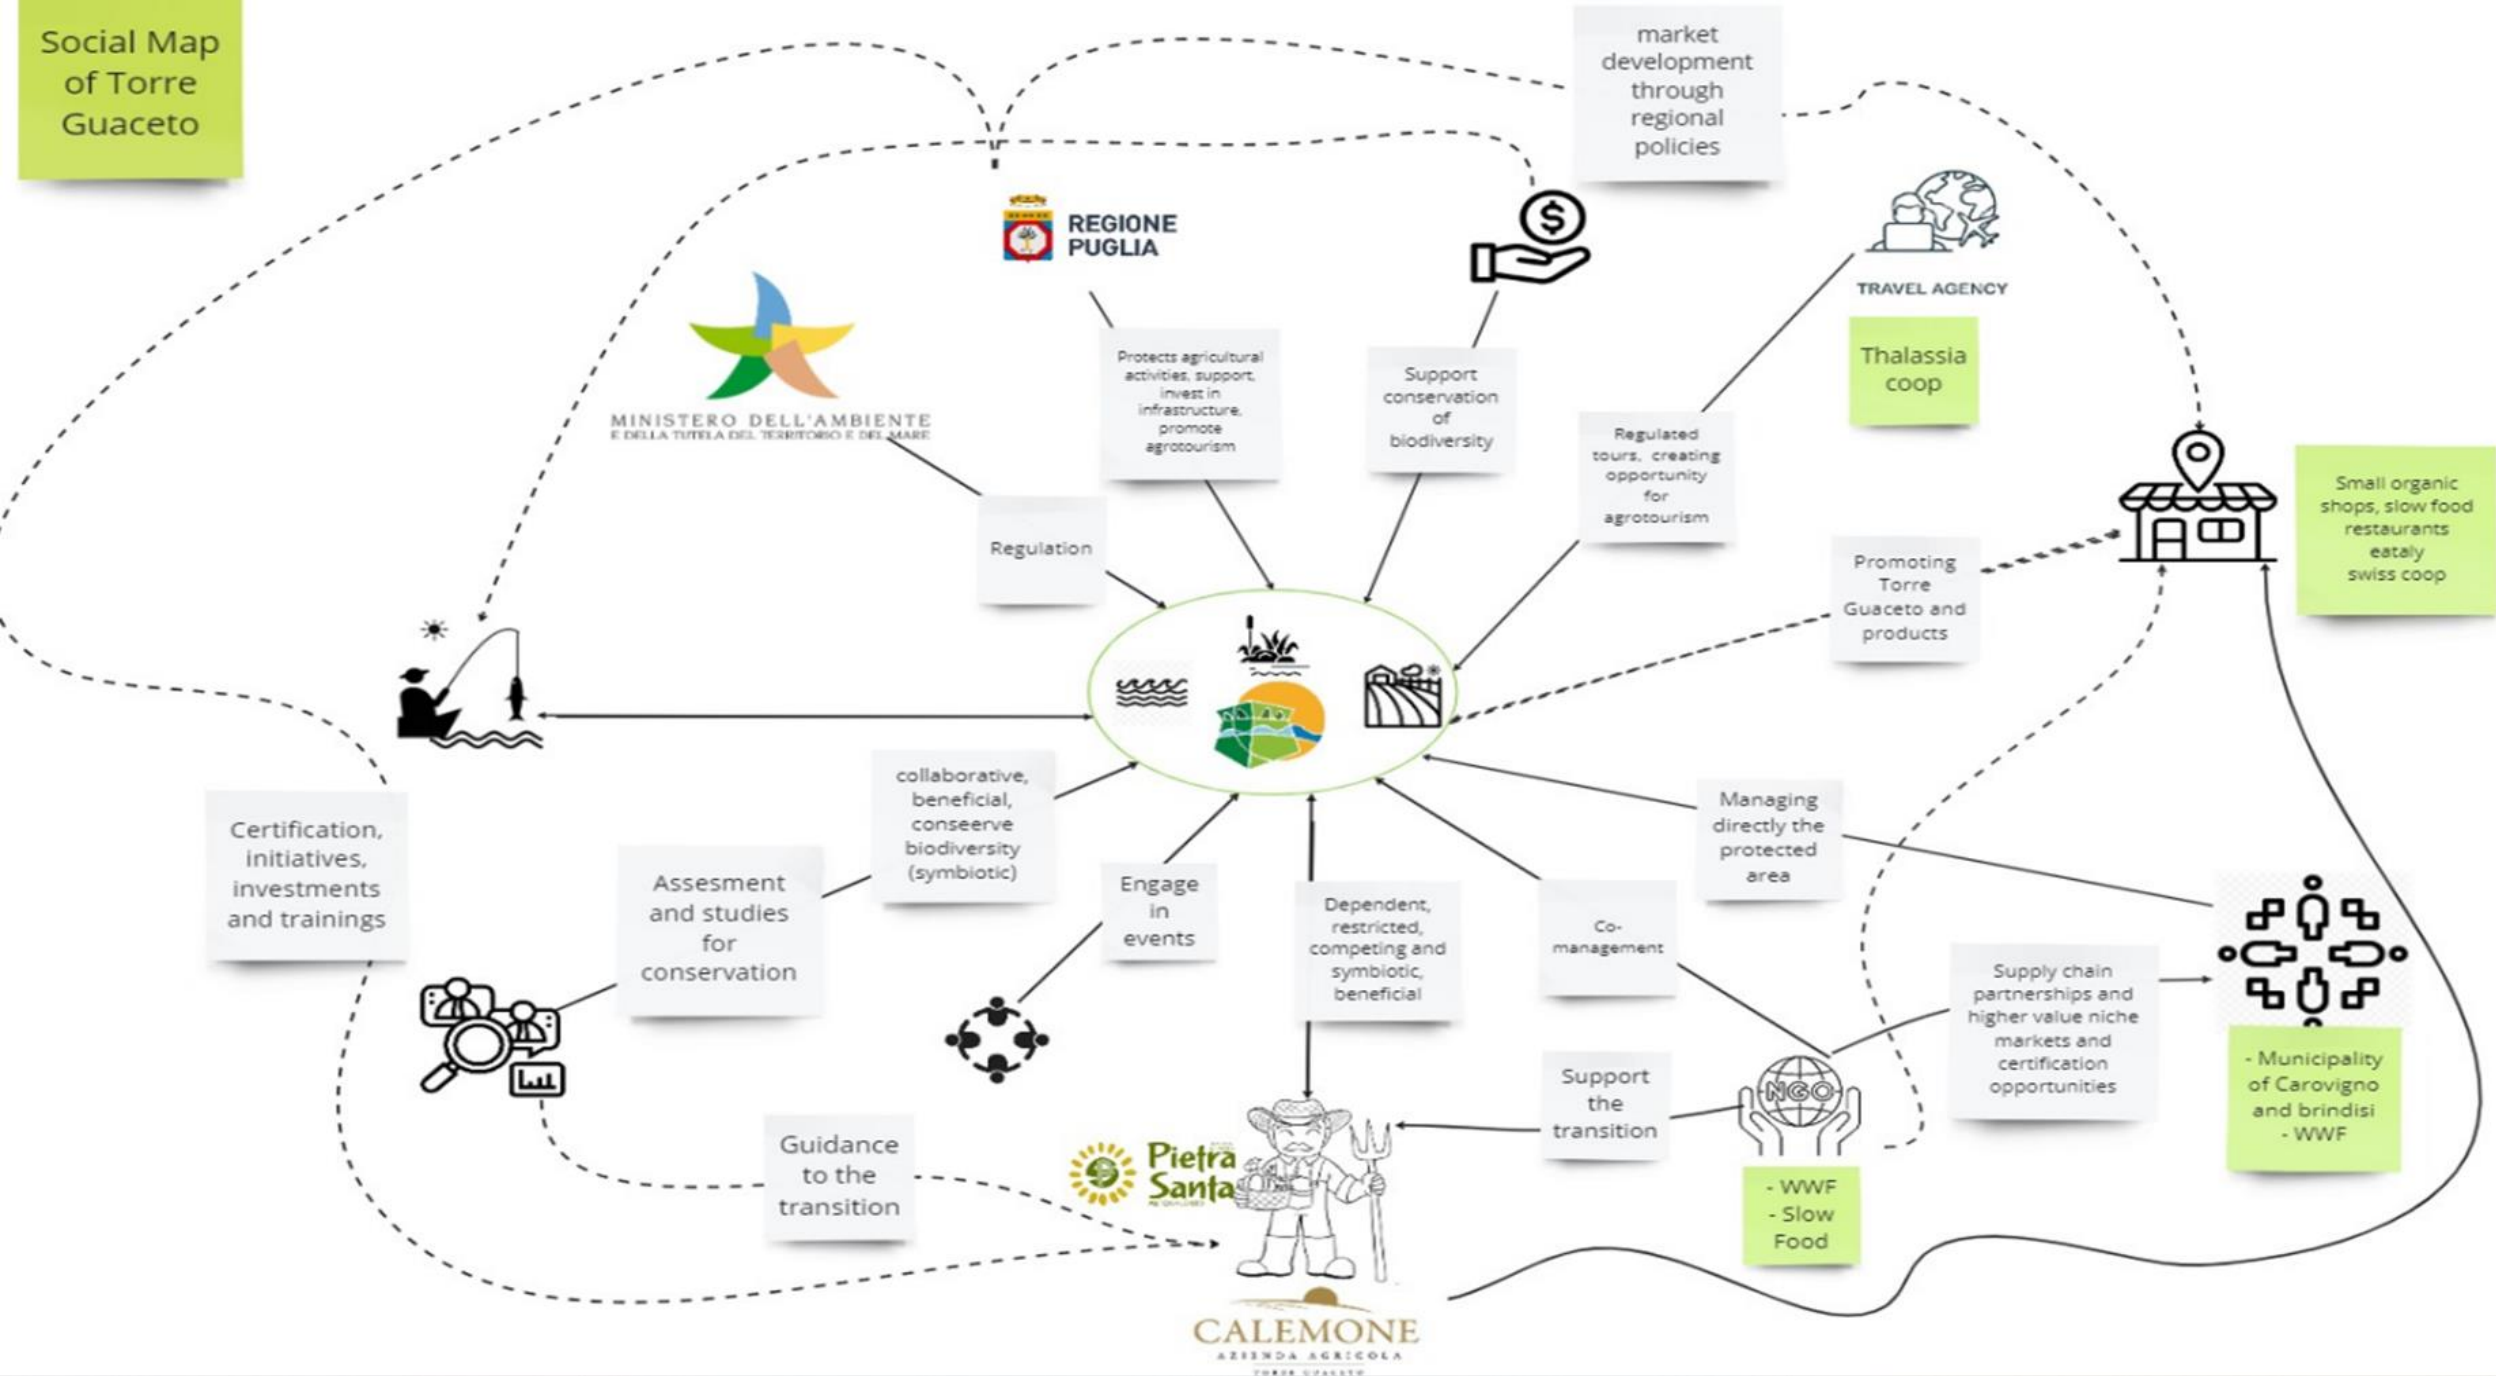 Social Map
of Torre
Guaceto
market
development
through
regional
policies
REGIONE
PUGLIA
$
TRAVEL AGENCY
Thalassia
coop
MINISTERO DELL'AMBIENTE
E DELLA TUTELA DEL TERRITORIO E DEL MARE
Protects agricultural
activities, support,
invest in
infrastructure,
promote
agrotourism
Support
conservation
of
biodiversity
Regulated
tours, creating
opportunity
for
agrotourism
Small organic
shops, slow food
restaurants
eataly
swiss coop
Regulation
Promoting
Torre
Guaceto and
products
collaborative,
beneficial,
conseerve
biodiversity
(symbiotic)
Managing
directly the
protected
area
Certification,
initiatives,
investments
and trainings
Assesment
and studies
for
conservation
Engage
in
events
Dependent,
restricted,
competing and
symbiotic,
beneficial
Co-
management
Supply chain
partnerships and
higher value niche
markets and
certification
opportunities
- Municipality
of Carovigno
and brindisi
- WWF
Support
the
transition
NGO
- WWF
- Slow
Food
Guidance
to the
transition
Pietra
Santa
CALEMONE
AZIENDA AGRICOLA
TORRE GUACETO